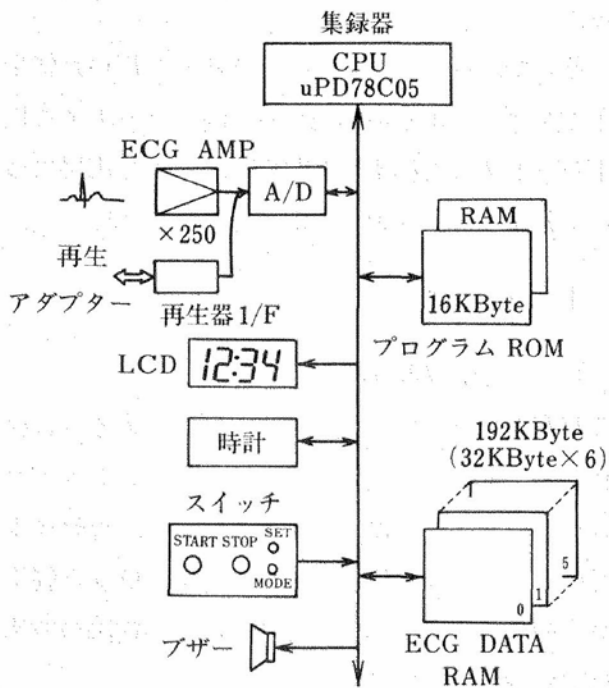 集録器
CPU
uPD78C05
ECG AMP
A/D
×250
再生
アダプター
再生器1/F
RAM
16KByte
プログラム ROM
LCD
12:34
時計
192KByte
(32KByte×6)
スイッチ
START STOP SET
MODE
5
1
0
ブザー
ECG DATA
RAM